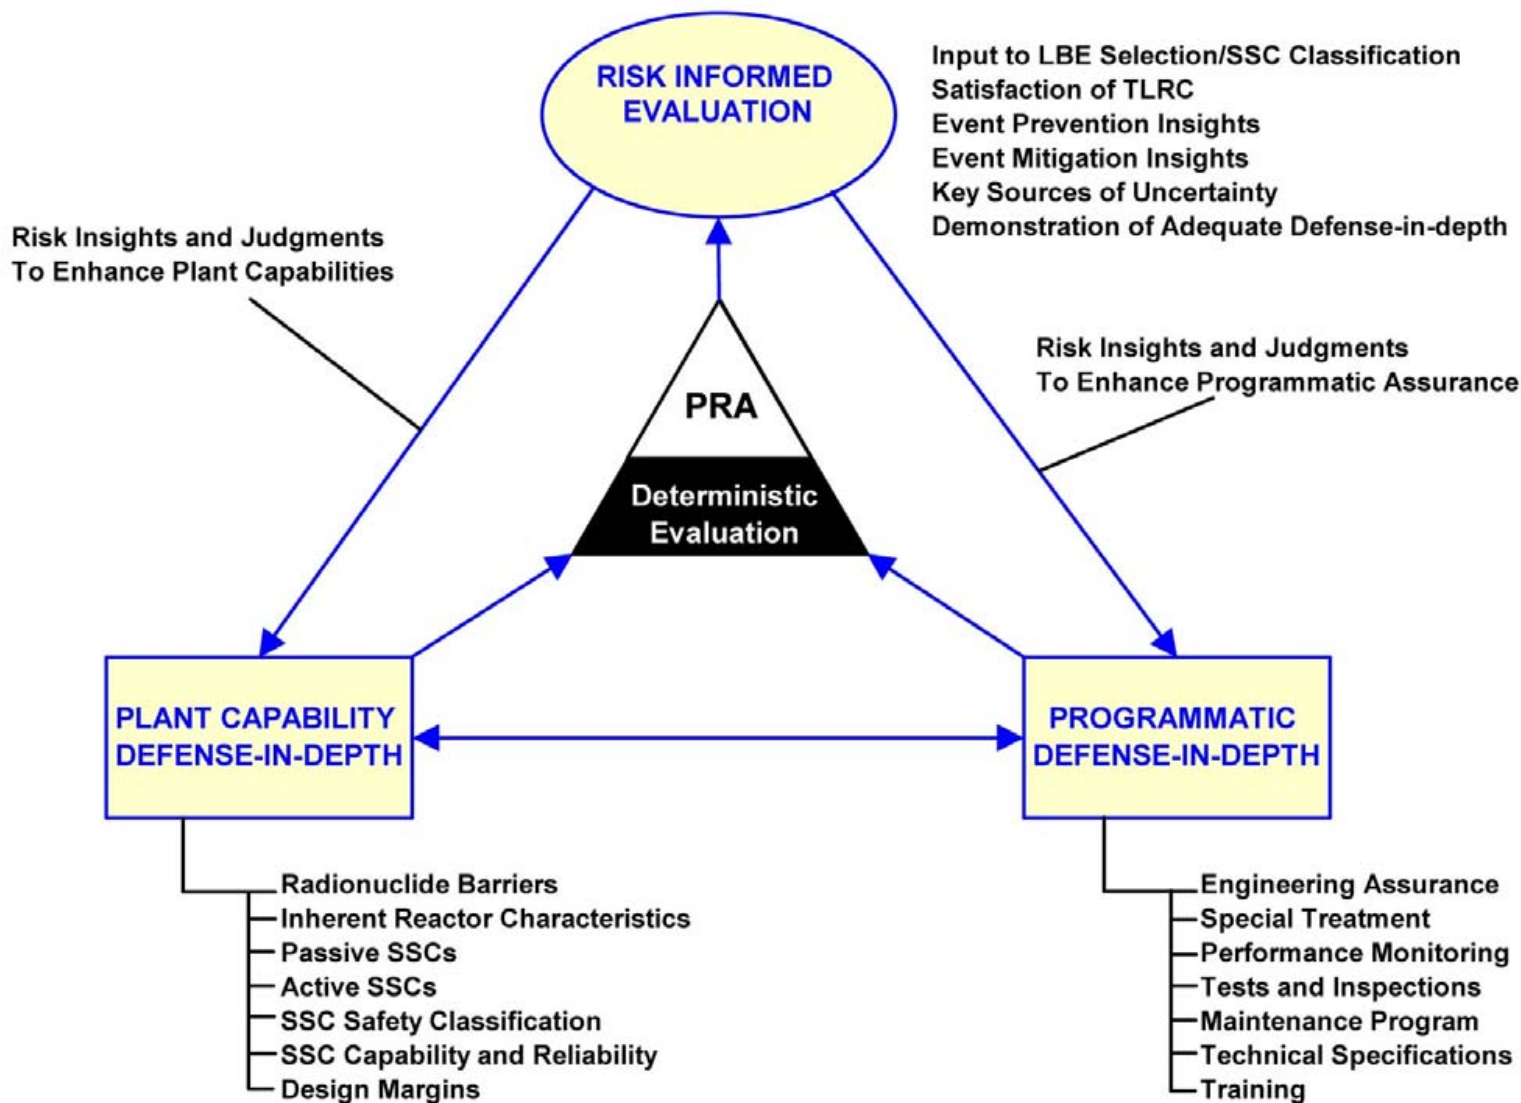 RISK INFORMED
EVALUATION
Input to LBE Selection/SSC Classification
Satisfaction of TLRC
Event Prevention Insights
Event Mitigation Insights
Key Sources of Uncertainty
Demonstration of Adequate Defense-in-depth
Risk Insights and Judgments
To Enhance Plant Capabilities
Risk Insights and Judgments
To Enhance Programmatic Assurance
PRA
Deterministic
Evaluation
PLANT CAPABILITY
DEFENSE-IN-DEPTH
PROGRAMMATIC
DEFENSE-IN-DEPTH
Radionuclide Barriers
Inherent Reactor Characteristics
Passive SSCs
Active SSCs
SSC Safety Classification
SSC Capability and Reliability
Design Margins
Engineering Assurance
Special Treatment
Performance Monitoring
Tests and Inspections
Maintenance Program
Technical Specifications
Training